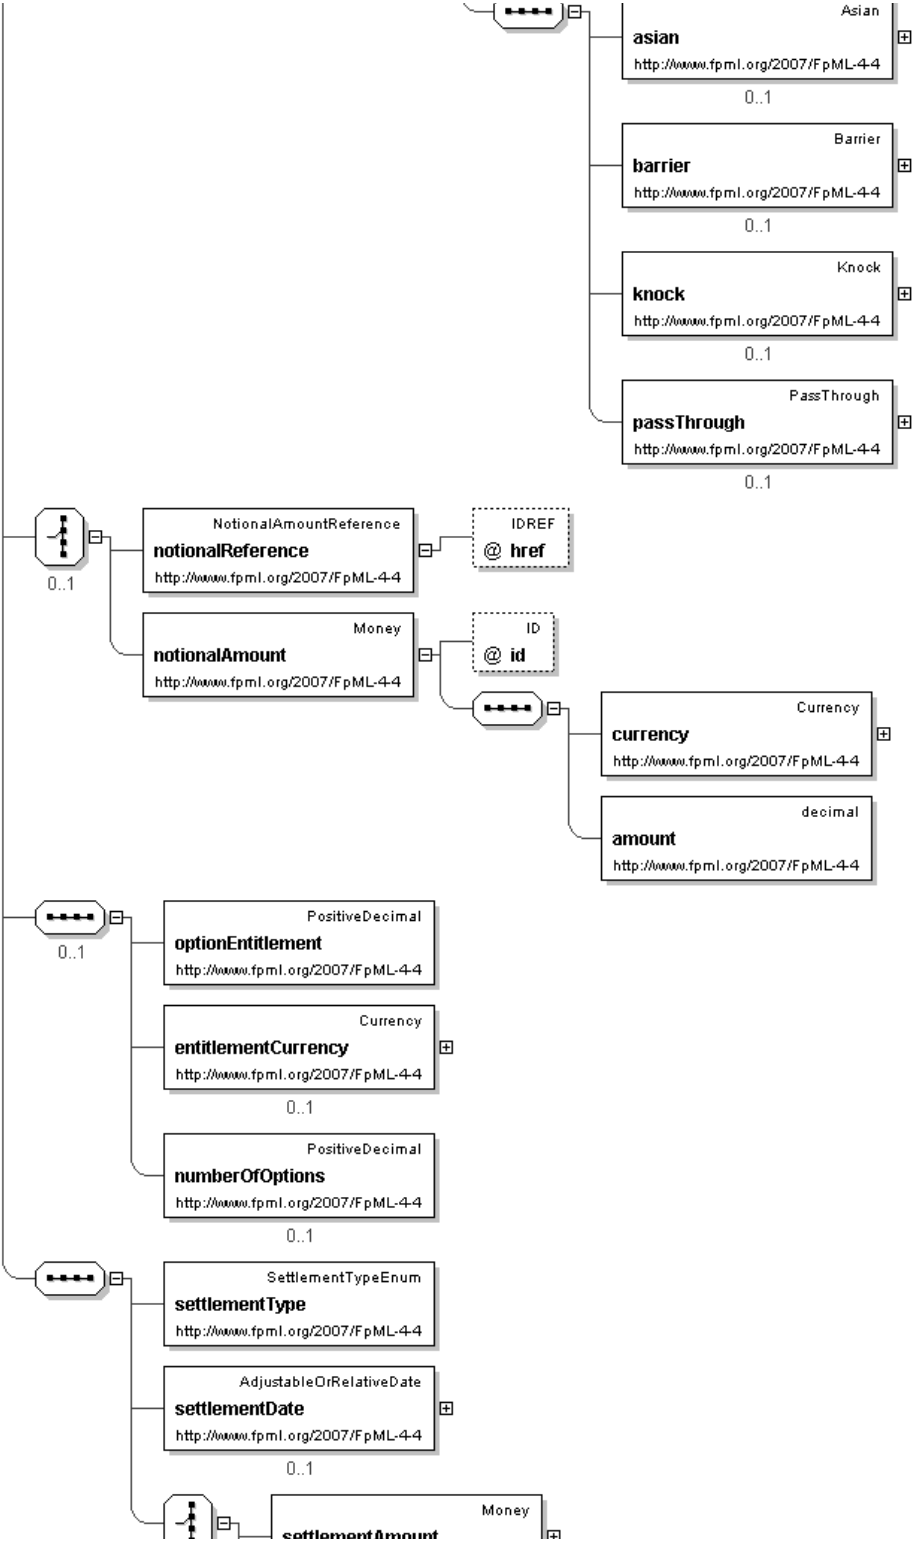 Asian
asian
http://www.fpml.org/2007/FpML-4-4
0..1
Barrier
barrier
http://www.fpml.org/2007/FpML-4-4
0..1
Knock
knock
http://www.fpml.org/2007/FpML-4-4
0..1
PassThrough
passThrough
http://www.fpml.org/2007/FpML-4-4
0..1
0..1
NotionalAmountReference
notionalReference
http://www.fpml.org/2007/FpML-4-4
IDREF
@ href
Money
notionalAmount
http://www.fpml.org/2007/FpML-4-4
ID
@ id
Currency
currency
http://www.fpml.org/2007/FpML-4-4
decimal
amount
http://www.fpml.org/2007/FpML-4-4
0..1
PositiveDecimal
optionEntitlement
http://www.fpml.org/2007/FpML-4-4
Currency
entitlementCurrency
http://www.fpml.org/2007/FpML-4-4
0..1
PositiveDecimal
numberOfOptions
http://www.fpml.org/2007/FpML-4-4
0..1
SettlementTypeEnum
settlementType
http://www.fpml.org/2007/FpML-4-4
AdjustableOrRelativeDate
settlementDate
http://www.fpml.org/2007/FpML-4-4
0..1
Money
settlementAmount